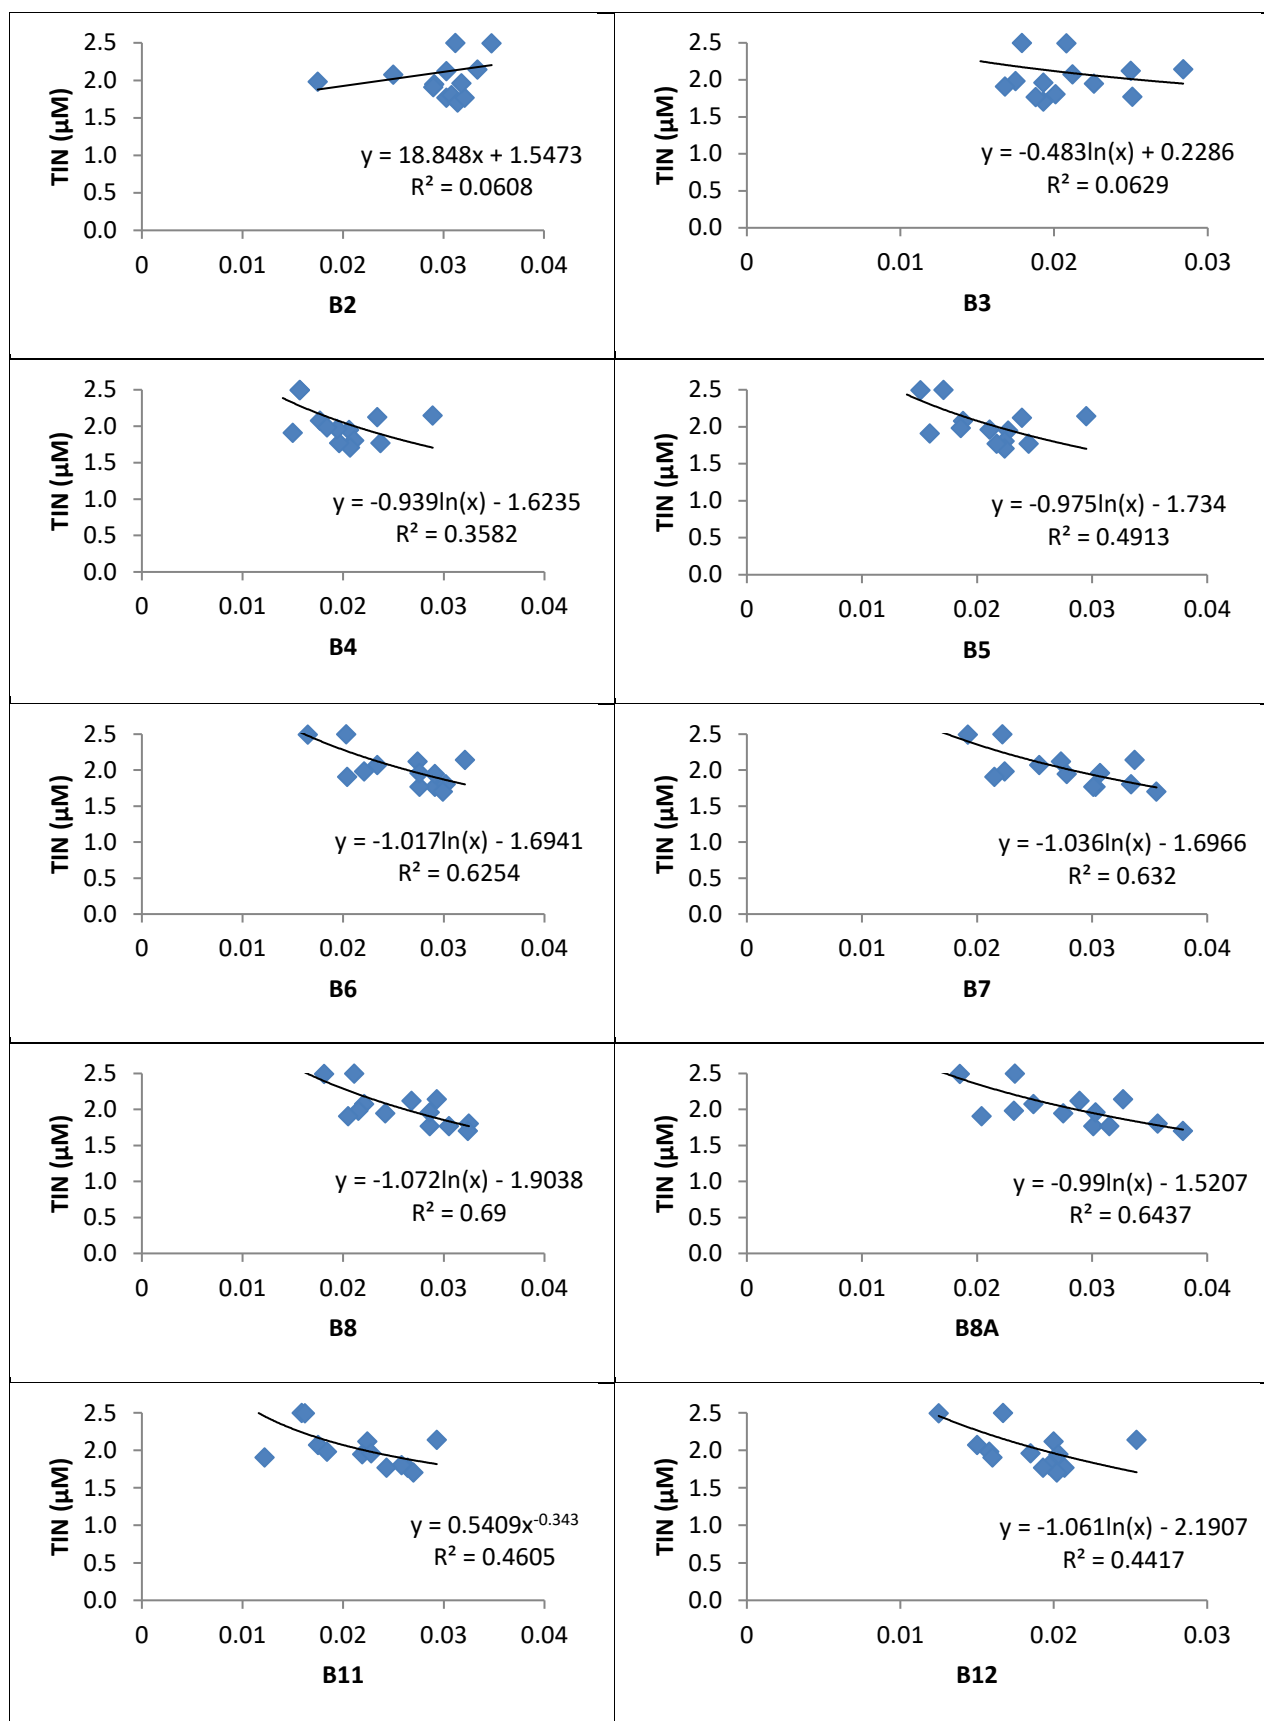 2.5
2.0
1.5
1.0
0.5
0.0
TIN (µM)
y = 18.848x + 1.5473
R² = 0.0608
0 0.01 0.02 0.03 0.04
B2
2.5
2.0
1.5
1.0
0.5
0.0
TIN (µM)
y = -0.483ln(x) + 0.2286
R² = 0.0629
0 0.01 0.02 0.03
B3
2.5
2.0
1.5
1.0
0.5
0.0
TIN (µM)
y = -0.939ln(x) - 1.6235
R² = 0.3582
0 0.01 0.02 0.03 0.04
B4
2.5
2.0
1.5
1.0
0.5
0.0
TIN (µM)
y = -0.975ln(x) - 1.734
R² = 0.4913
0 0.01 0.02 0.03 0.04
B5
2.5
2.0
1.5
1.0
0.5
0.0
TIN (µM)
y = -1.017ln(x) - 1.6941
R² = 0.6254
0 0.01 0.02 0.03 0.04
B6
2.5
2.0
1.5
1.0
0.5
0.0
TIN (µM)
y = -1.036ln(x) - 1.6966
R² = 0.632
0 0.01 0.02 0.03 0.04
B7
2.5
2.0
1.5
1.0
0.5
0.0
TIN (µM)
y = -1.072ln(x) - 1.9038
R² = 0.69
0 0.01 0.02 0.03 0.04
B8
2.5
2.0
1.5
1.0
0.5
0.0
TIN (µM)
y = -0.99ln(x) - 1.5207
R² = 0.6437
0 0.01 0.02 0.03 0.04
B8A
2.5
2.0
1.5
1.0
0.5
0.0
TIN (µM)
y = 0.5409x⁻⁰·³⁴³
R² = 0.4605
0 0.01 0.02 0.03 0.04
B11
2.5
2.0
1.5
1.0
0.5
0.0
TIN (µM)
y = -1.061ln(x) - 2.1907
R² = 0.4417
0 0.01 0.02 0.03
B12